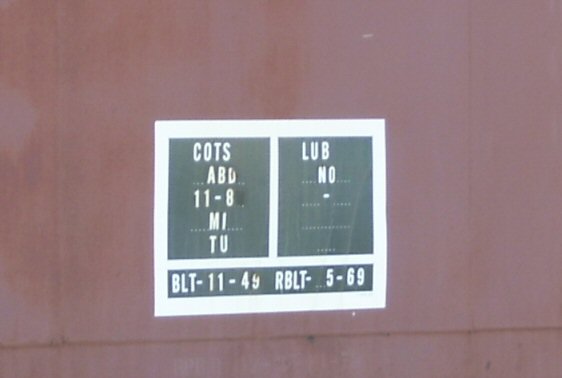 COTS
ABD
11-8
MI
TU
LUB
NO
-
BLT-11-49 RBLT- 5-69